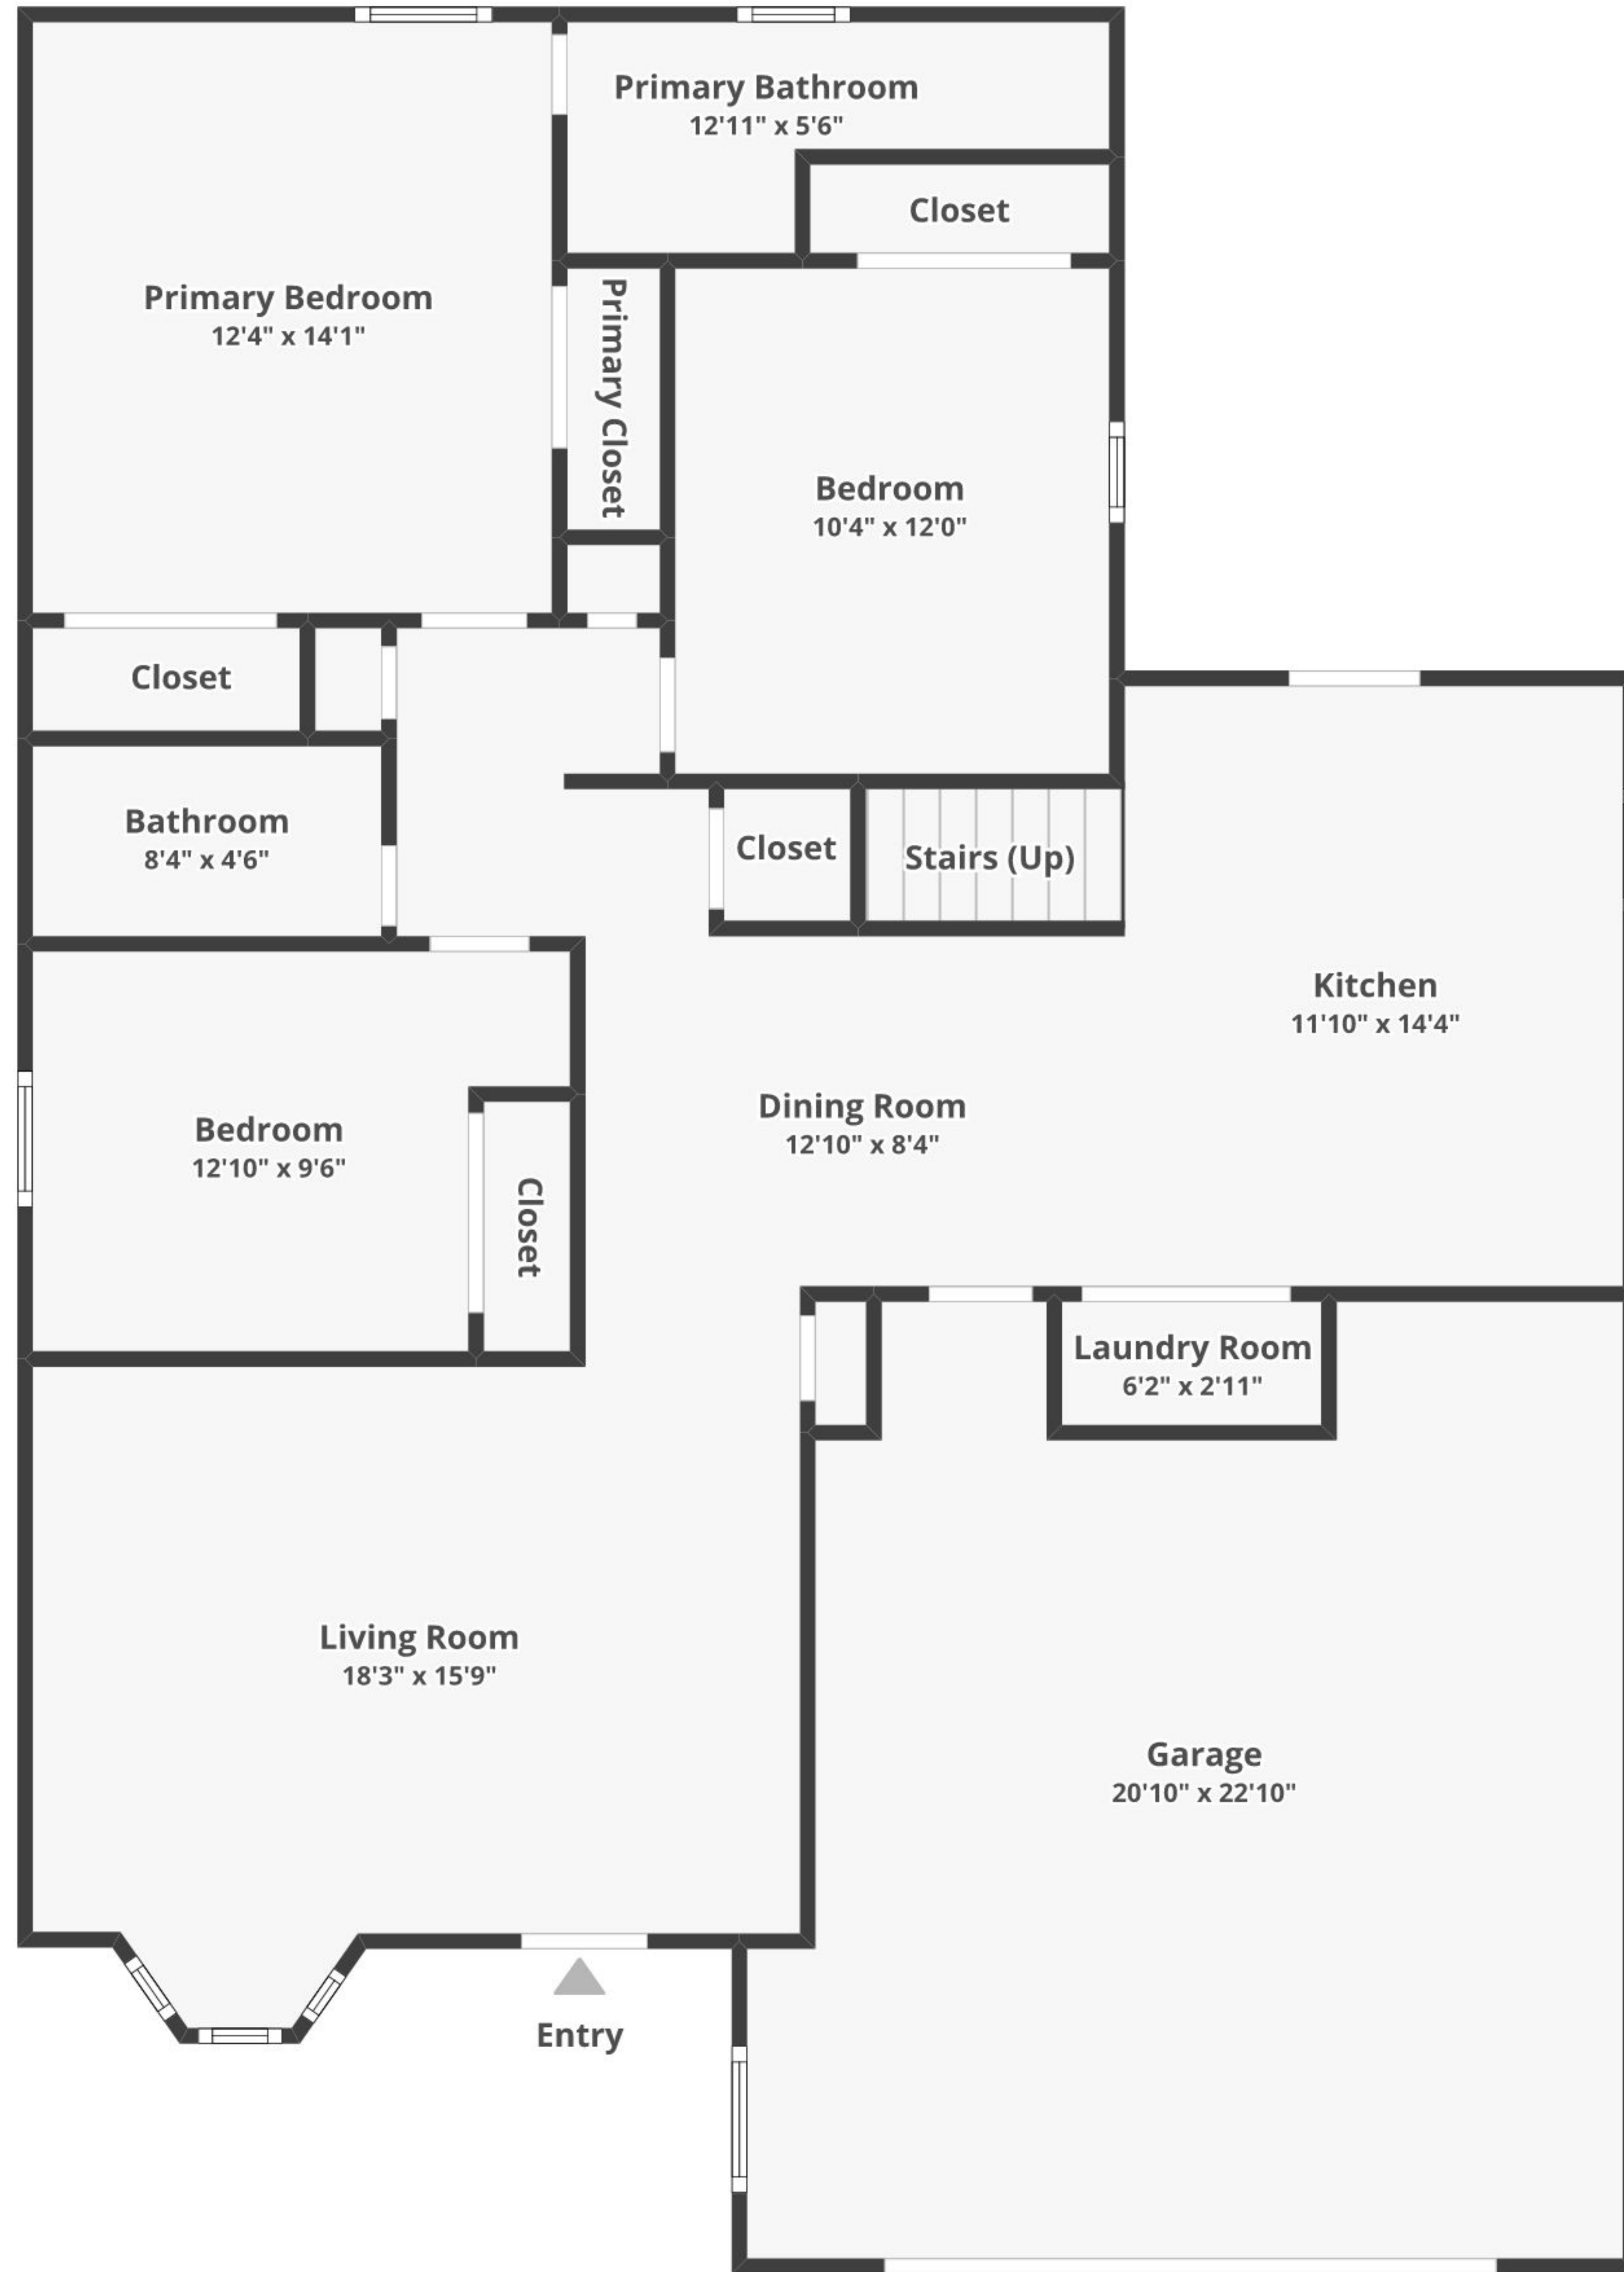 Primary Bathroom
12'11" x 5'6"
Closet
Primary Bedroom
12'4" x 14'1"
Primary Closet
Bedroom
10'4" x 12'0"
Closet
Bathroom
8'4" x 4'6"
Closet
Stairs (Up)
Kitchen
11'10" x 14'4"
Dining Room
12'10" x 8'4"
Bedroom
12'10" x 9'6"
Closet
Laundry Room
6'2" x 2'11"
Living Room
18'3" x 15'9"
Garage
20'10" x 22'10"
Entry